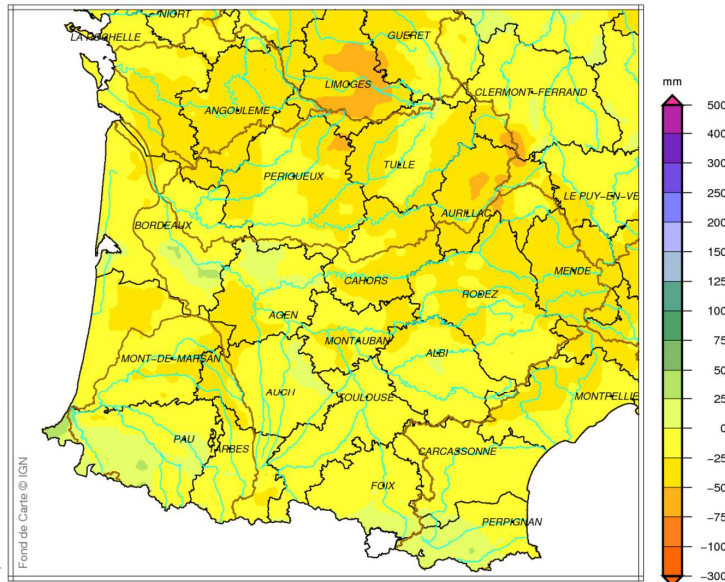 NIORT
LA ROCHELLE
GUERET
LIMOGES
CLERMONT-FERRAND
ANGOULEME
TULLE
PERIGUEUX
LE PUY-EN-VE
AURILLAC
BORDEAUX
MENDE
CAHORS
RODEZ
AGEN
MONTAUBAN
ALBI
MONT-DE-MARSAN
AUCH
TOULOUSE
MONTPELLIE
PAU
TARBES
CARCASSONNE
FOIX
PERPIGNAN
Fond de Carte © IGN
mm
500
400
300
250
200
150
125
100
75
50
25
0
-25
-50
-75
-100
-300